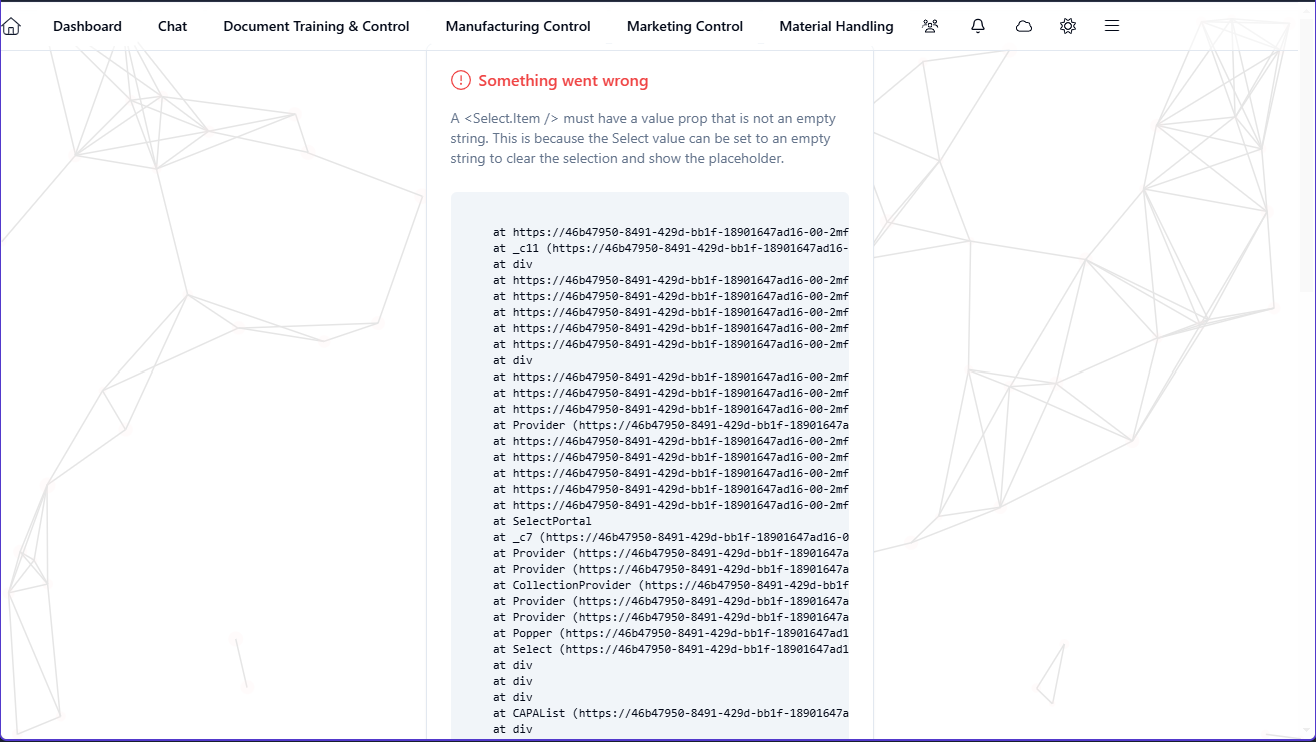 Dashboard Chat Document Training & Control Manufacturing Control Marketing Control Material Handling
Something went wrong
A <Select.Item /> must have a value prop that is not an empty
string. This is because the Select value can be set to an empty
string to clear the selection and show the placeholder.
at https://46b47950-8491-429d-bb1f-18901647ad16-00-2mf
at _c11 (https://46b47950-8491-429d-bb1f-18901647ad16-
at div
at https://46b47950-8491-429d-bb1f-18901647ad16-00-2mf
at https://46b47950-8491-429d-bb1f-18901647ad16-00-2mf
at https://46b47950-8491-429d-bb1f-18901647ad16-00-2mf
at https://46b47950-8491-429d-bb1f-18901647ad16-00-2mf
at https://46b47950-8491-429d-bb1f-18901647ad16-00-2mf
at div
at https://46b47950-8491-429d-bb1f-18901647ad16-00-2mf
at https://46b47950-8491-429d-bb1f-18901647ad16-00-2mf
at https://46b47950-8491-429d-bb1f-18901647ad16-00-2mf
at Provider (https://46b47950-8491-429d-bb1f-18901647a
at https://46b47950-8491-429d-bb1f-18901647ad16-00-2mf
at https://46b47950-8491-429d-bb1f-18901647ad16-00-2mf
at https://46b47950-8491-429d-bb1f-18901647ad16-00-2mf
at https://46b47950-8491-429d-bb1f-18901647ad16-00-2mf
at https://46b47950-8491-429d-bb1f-18901647ad16-00-2mf
at SelectPortal
at _c7 (https://46b47950-8491-429d-bb1f-18901647ad16-0
at Provider (https://46b47950-8491-429d-bb1f-18901647a
at Provider (https://46b47950-8491-429d-bb1f-18901647a
at CollectionProvider (https://46b47950-8491-429d-bb1f
at Provider (https://46b47950-8491-429d-bb1f-18901647a
at Provider (https://46b47950-8491-429d-bb1f-18901647a
at Popper (https://46b47950-8491-429d-bb1f-18901647ad1
at Select (https://46b47950-8491-429d-bb1f-18901647ad1
at div
at div
at div
at CAPAList (https://46b47950-8491-429d-bb1f-18901647a
at div